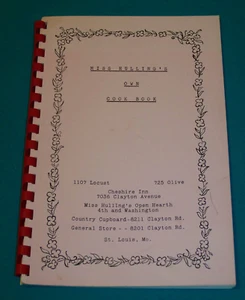 MISS HULLING'S
OWN
COOK BOOK
1107 Locust 725 Olive
Cheshire Inn
7036 Clayton Avenue
Miss Hulling's Open Hearth
4th and Washington
Country Cupboard-8211 Clayton Rd.
General Store - - 8201 Clayton Rd.
St. Louis, Mo.